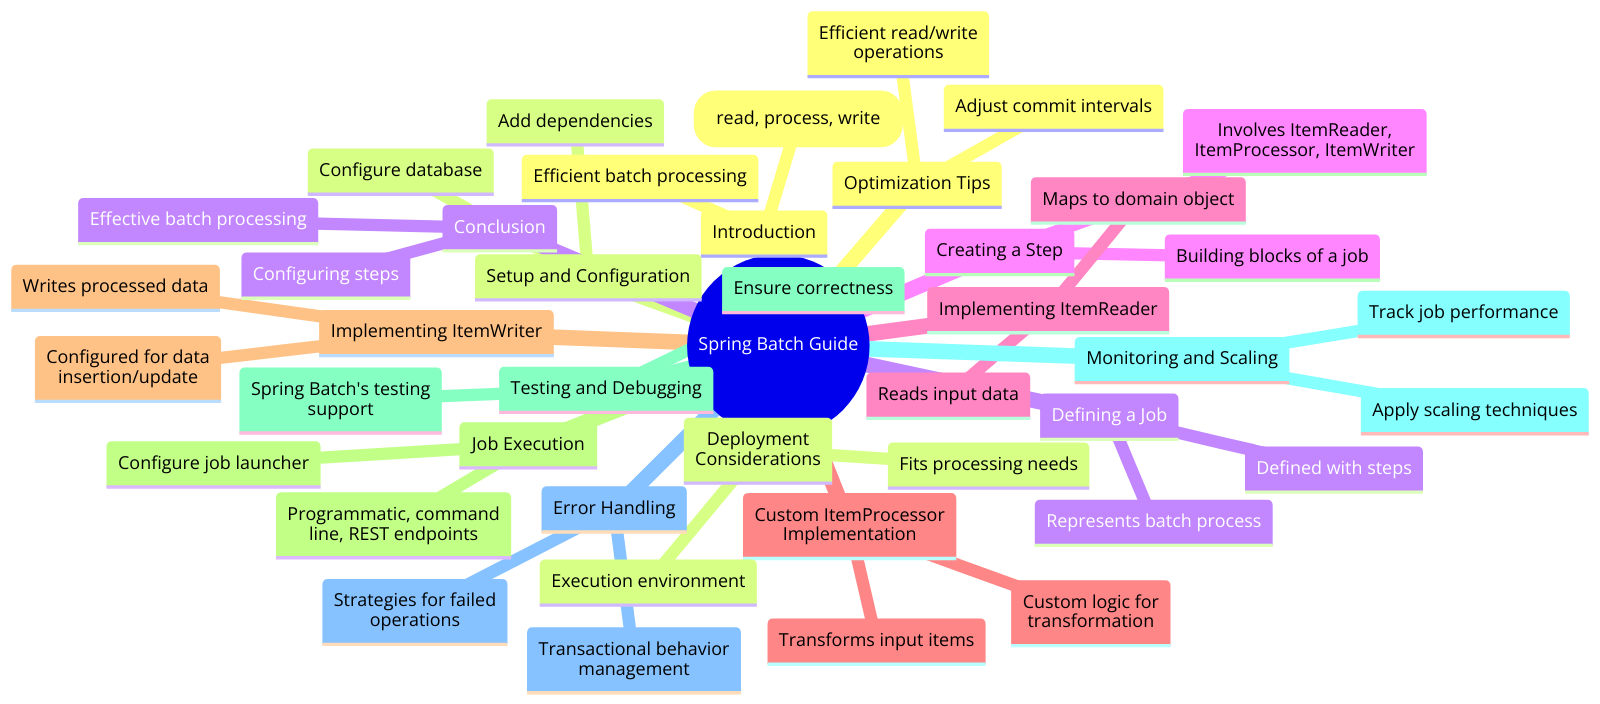 Efficient read/write
operations
Adjust commit intervals
read, process, write
Add dependencies
Involves ItemReader,
ItemProcessor, ItemWriter
Configure database
Efficient batch processing
Optimization Tips
Maps to domain object
Effective batch processing
Conclusion
Introduction
Creating a Step
Building blocks of a job
Configuring steps
Setup and Configuration
Ensure correctness
Writes processed data
Implementing ItemReader
Track job performance
Implementing ItemWriter
Spring Batch Guide
Monitoring and Scaling
Configured for data
insertion/update
Spring Batch's testing
support
Testing and Debugging
Reads input data
Apply scaling techniques
Defining a Job
Job Execution
Deployment
Considerations
Configure job launcher
Fits processing needs
Defined with steps
Programmatic, command
line, REST endpoints
Error Handling
Custom ItemProcessor
Implementation
Represents batch process
Execution environment
Strategies for failed
operations
Custom logic for
transformation
Transforms input items
Transactional behavior
management